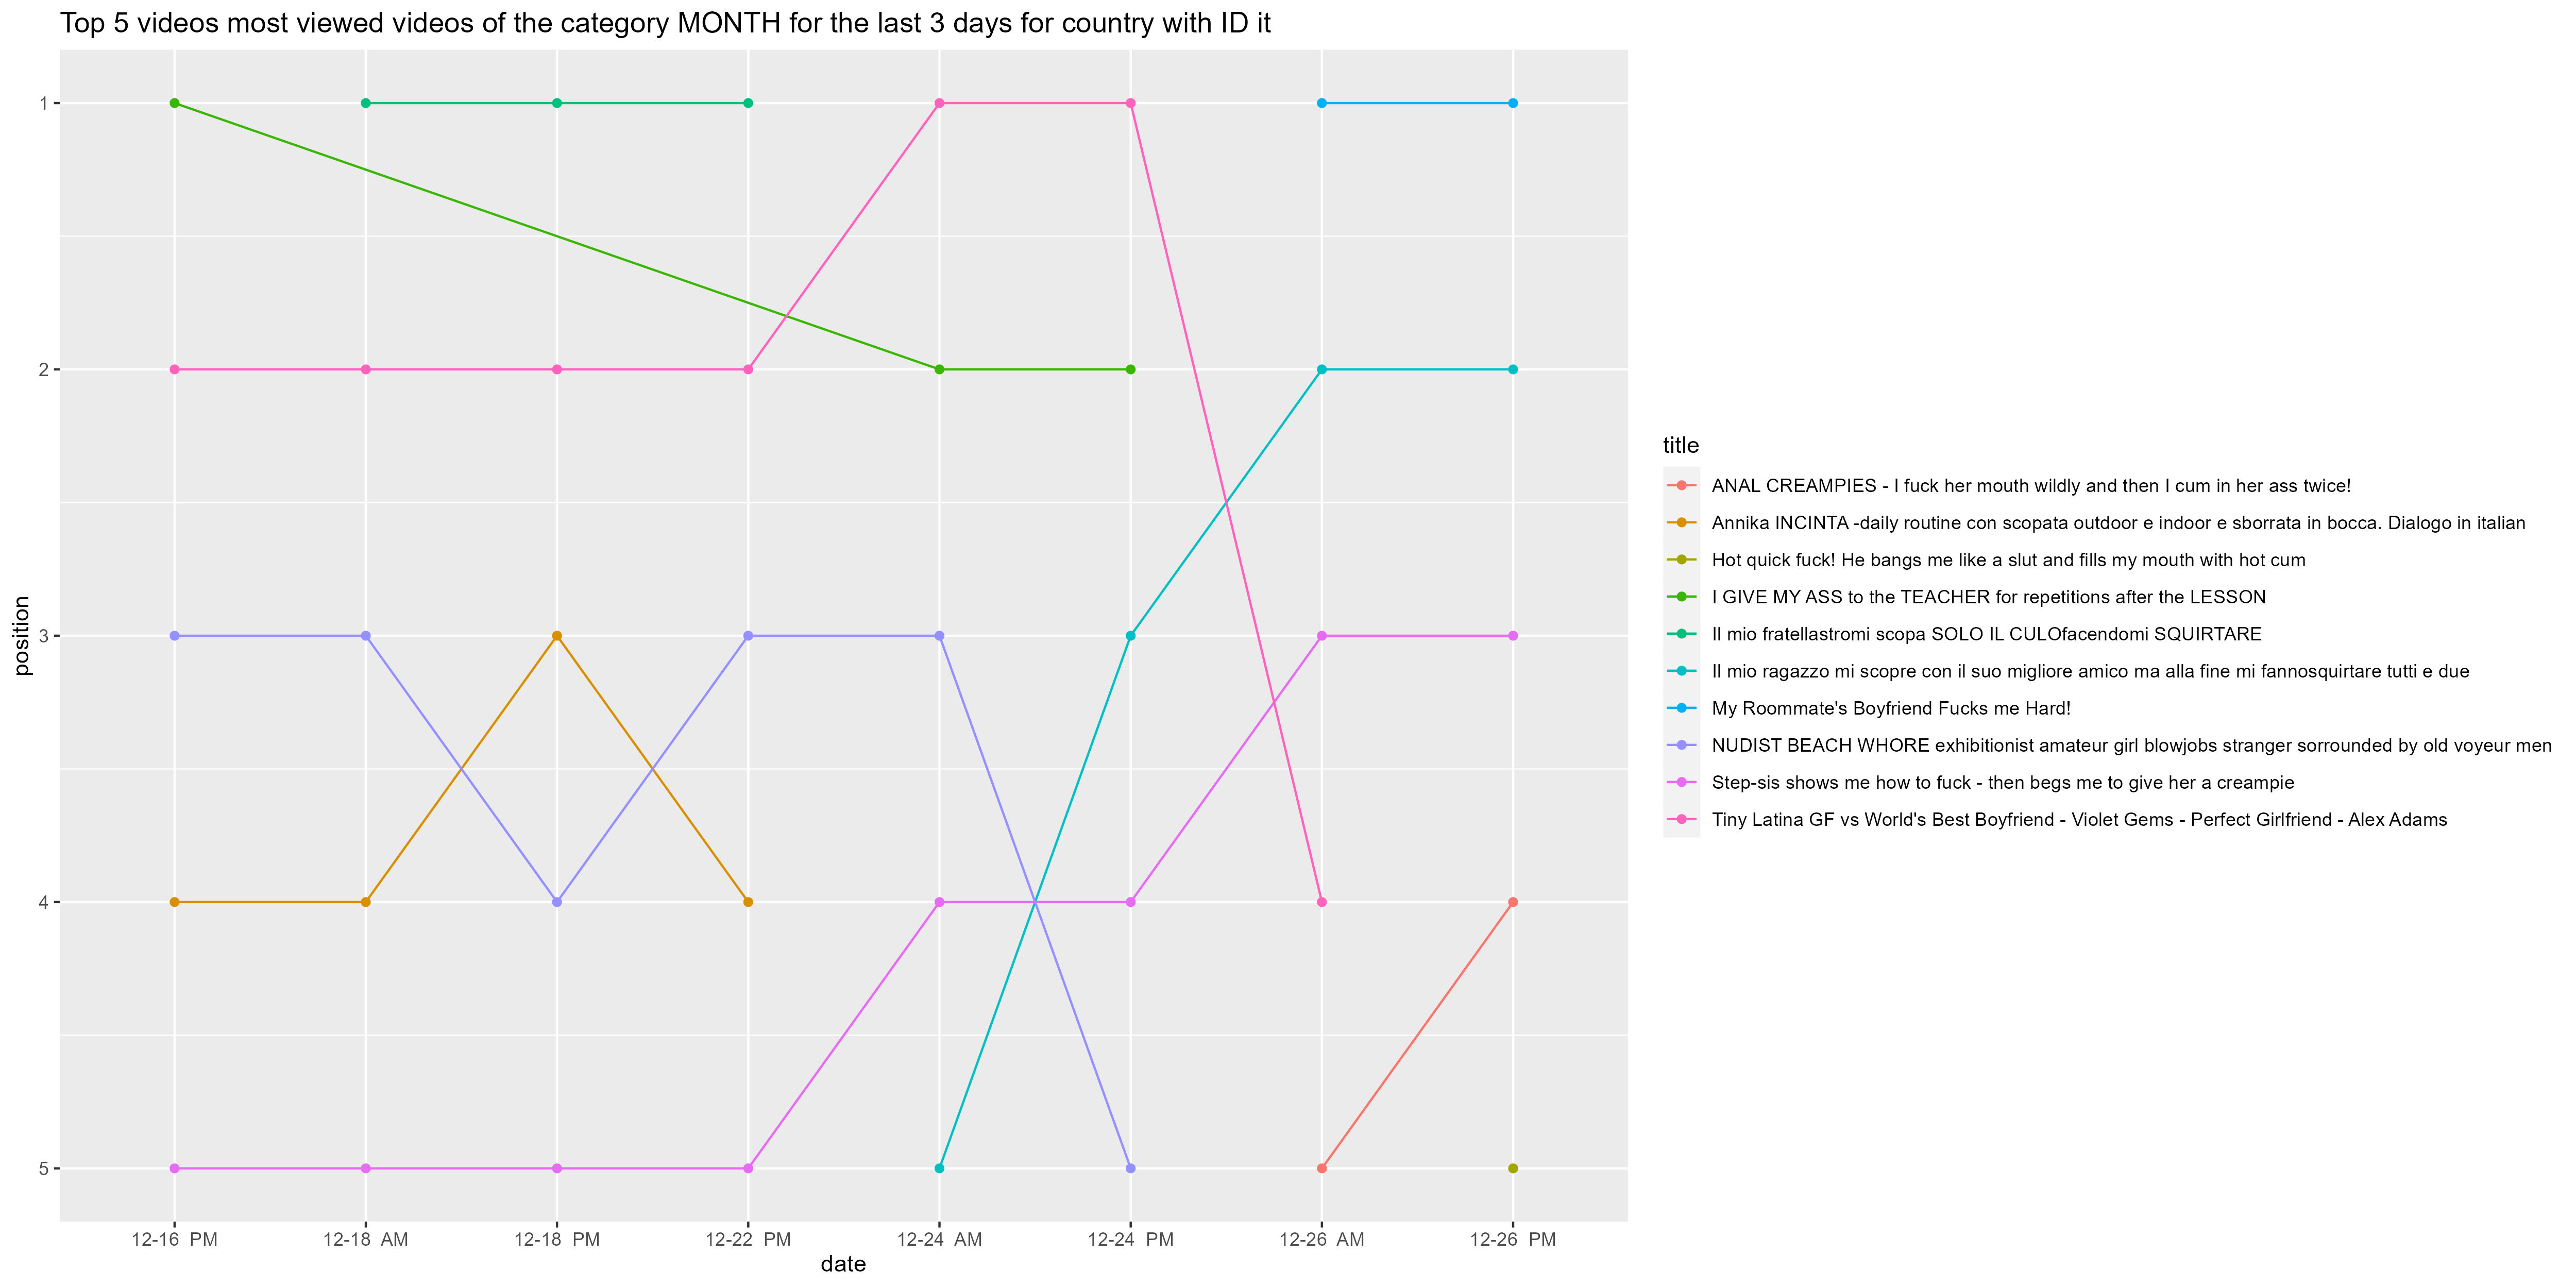 Top 5 videos most viewed videos of the category MONTH for the last 3 days for country with ID it
position
1
2
3
4
5
12-16 PM
12-18 AM
12-18 PM
12-22 PM
12-24 AM
12-24 PM
12-26 AM
12-26 PM
date
title
ANAL CREAMPIES - I fuck her mouth wildly and then I cum in her ass twice!
Annika INCINTA -daily routine con scopata outdoor e indoor e sborrata in bocca. Dialogo in italian
Hot quick fuck! He bangs me like a slut and fills my mouth with hot cum
I GIVE MY ASS to the TEACHER for repetitions after the LESSON
Il mio fratellastromi scopa SOLO IL CULOfacendomi SQUIRTARE
Il mio ragazzo mi scopre con il suo migliore amico ma alla fine mi fannosquirtare tutti e due
My Roommate's Boyfriend Fucks me Hard!
NUDIST BEACH WHORE exhibitionist amateur girl blowjobs stranger sorrounded by old voyeur men
Step-sis shows me how to fuck - then begs me to give her a creampie
Tiny Latina GF vs World's Best Boyfriend - Violet Gems - Perfect Girlfriend - Alex Adams